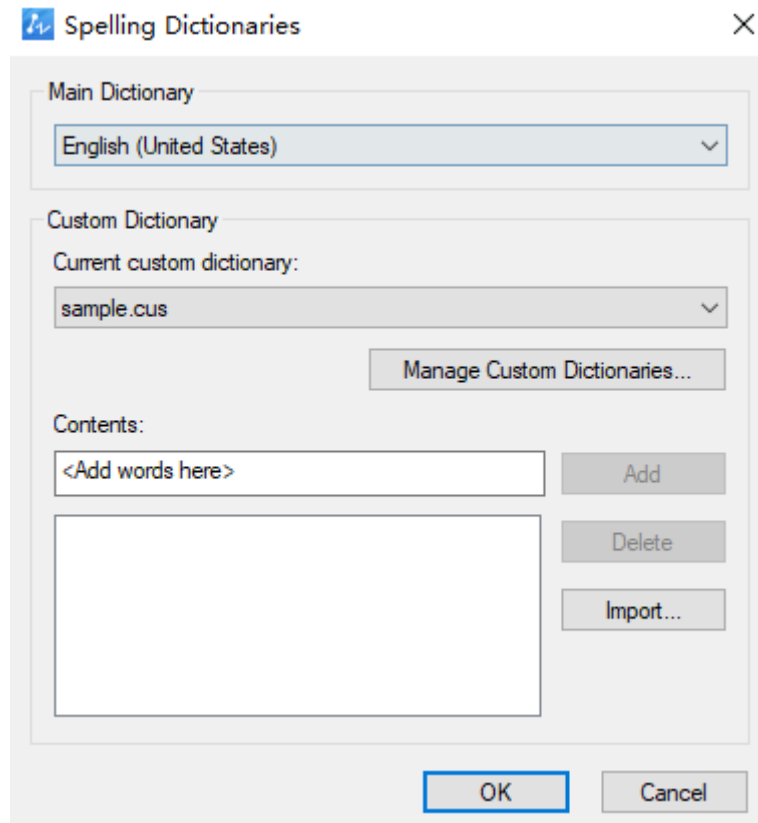 Spelling Dictionaries
Main Dictionary
English (United States)
Custom Dictionary
Current custom dictionary:
sample.cus
Manage Custom Dictionaries...
Contents:
<Add words here>
Add
Delete
Import...
OK
Cancel